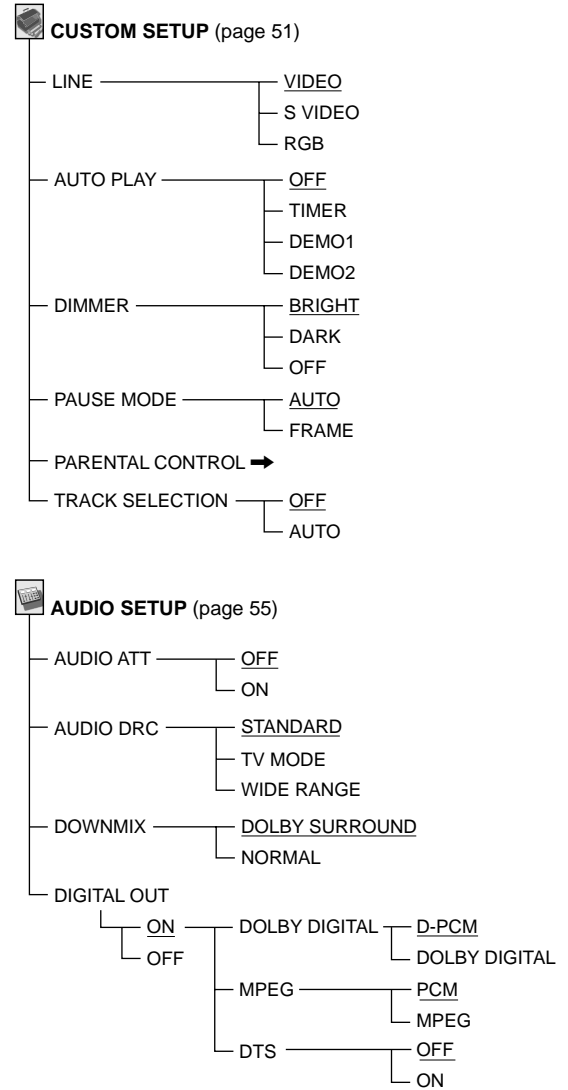 CUSTOM SETUP (page 51)
LINE VIDEO
S VIDEO
RGB
AUTO PLAY OFF
TIMER
DEMO1
DEMO2
DIMMER BRIGHT
DARK
OFF
PAUSE MODE AUTO
FRAME
PARENTAL CONTROL ➡
TRACK SELECTION OFF
AUTO
AUDIO SETUP (page 55)
AUDIO ATT OFF
ON
AUDIO DRC STANDARD
TV MODE
WIDE RANGE
DOWNMIX DOLBY SURROUND
NORMAL
DIGITAL OUT
ON DOLBY DIGITAL D-PCM
OFF DOLBY DIGITAL
MPEG PCM
MPEG
DTS OFF
ON